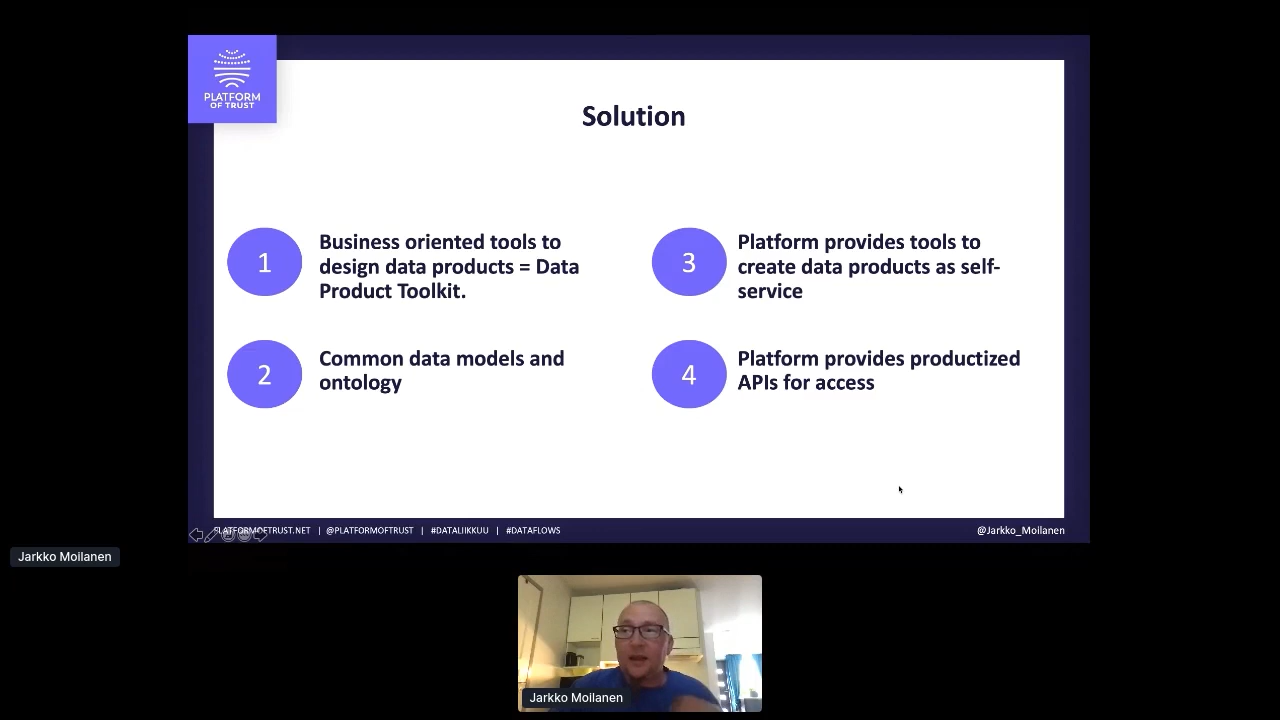 PLATFORM
OF TRUST
Solution
1
Business oriented tools to
design data products = Data
Product Toolkit.
2
Common data models and
ontology
3
Platform provides tools to
create data products as self-
service
4
Platform provides productized
APIs for access
PLATFORMOFTRUST.NET | @PLATFORMOFTRUST | #DATALIIKKUU | #DATAFLOWS
@Jarkko_Moilanen
Jarkko Moilanen
Jarkko Moilanen